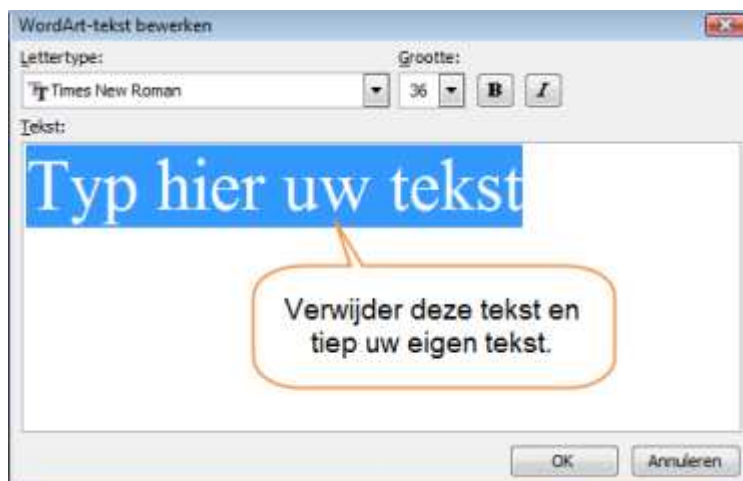 WordArt-tekst bewerken
Lettertype: Grootte:
Times New Roman 36 B I
Tekst:
Typ hier uw tekst
Verwijder deze tekst en
tiep uw eigen tekst.
OK Annuleren